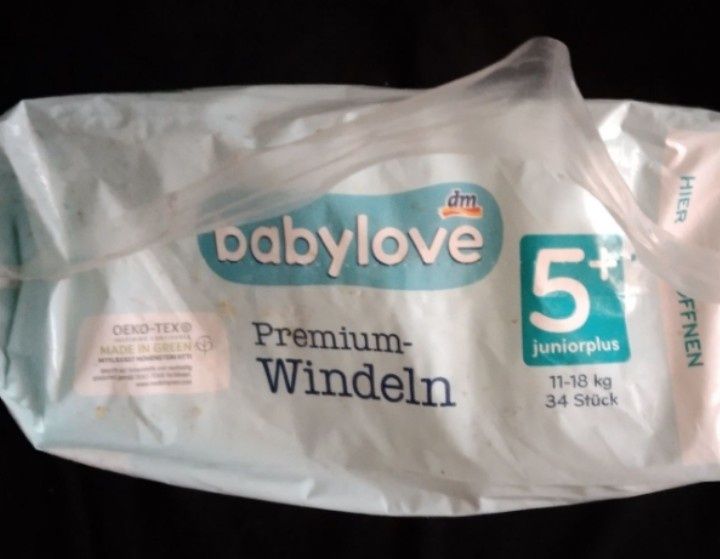 dm
babylove
5+
juniorplus
11-18 kg
34 Stück
Premium-
Windeln
OEKO-TEX®
MADE IN GREEN
HIER
ÖFFNEN